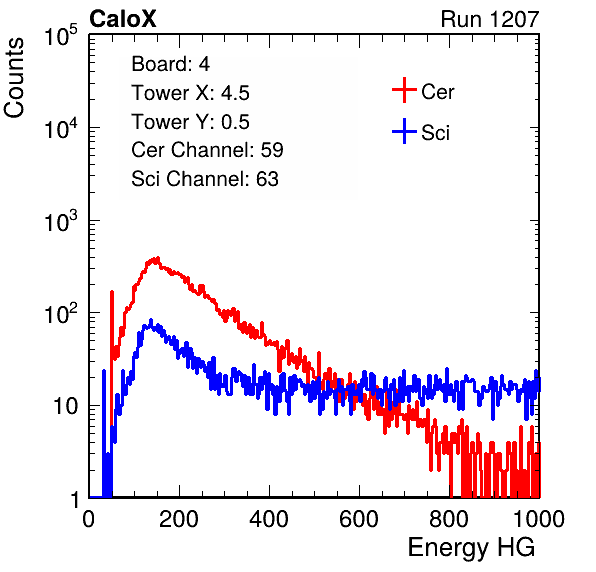 CaloX Run 1207
Counts
Board: 4
Tower X: 4.5
Tower Y: 0.5
Cer Channel: 59
Sci Channel: 63
Cer
Sci
10^5
10^4
10^3
10^2
10
1
0 200 400 600 800 1000
Energy HG